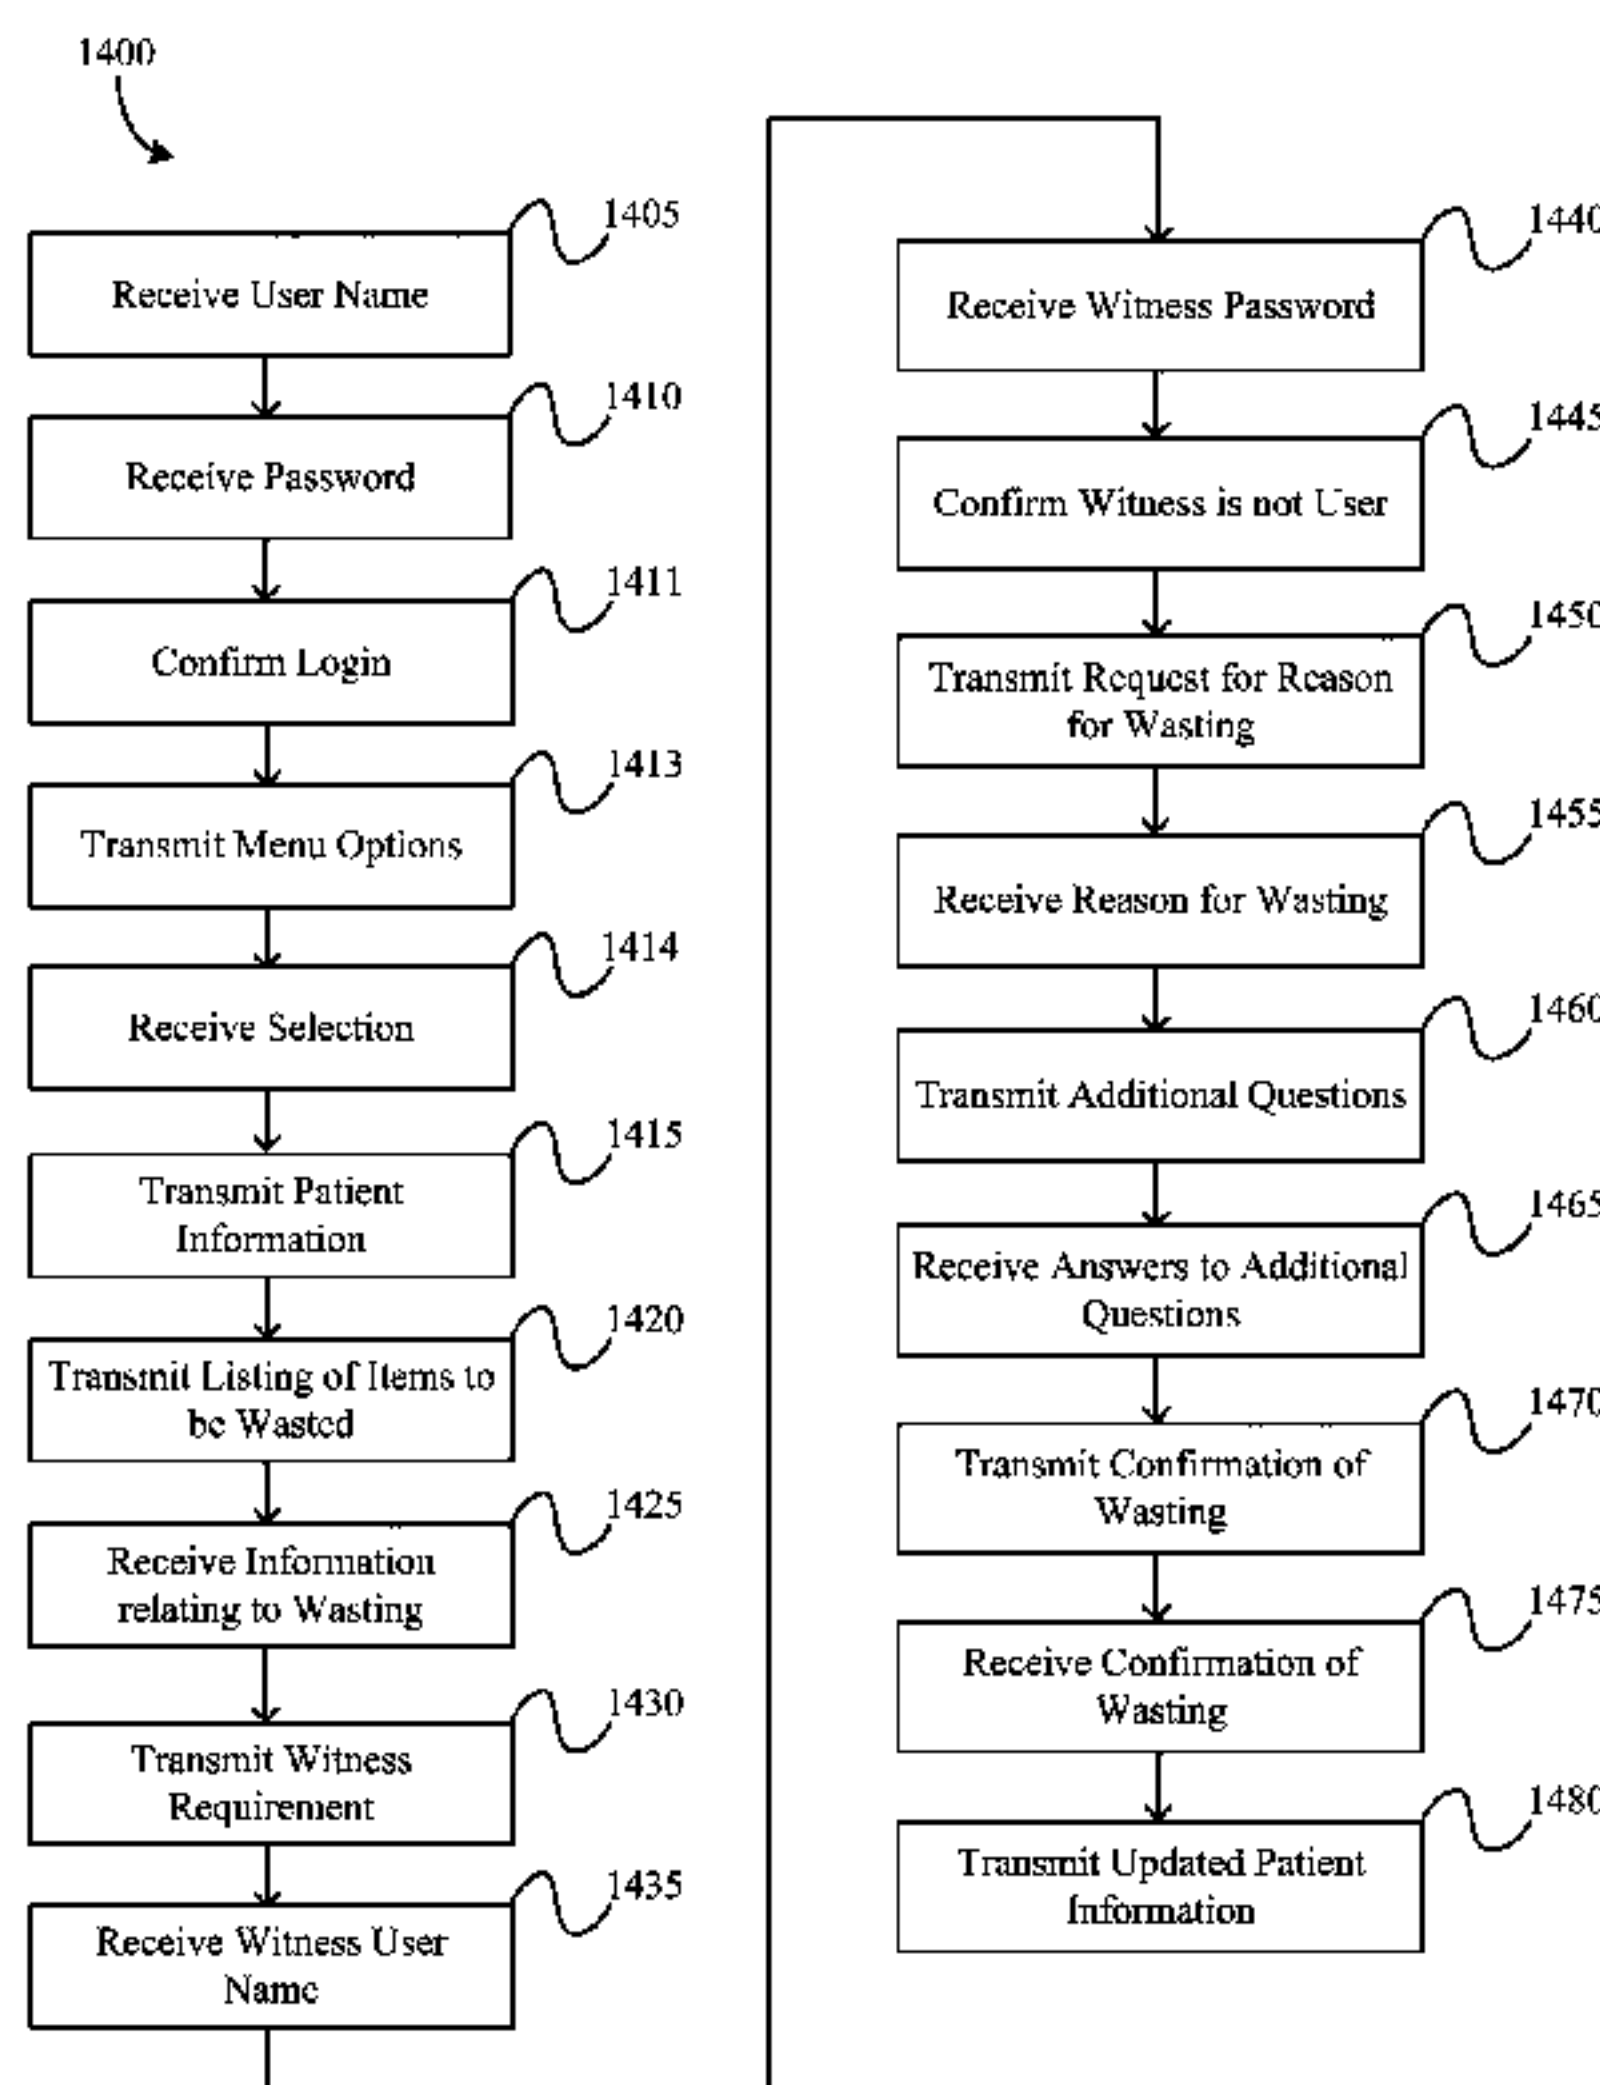 1400
1405
Receive User Name
1410
Receive Password
1411
Confirm Login
1413
Transmit Menu Options
1414
Receive Selection
1415
Transmit Patient
Information
1420
Transmit Listing of Items to
be Wasted
1425
Receive Information
relating to Wasting
1430
Transmit Witness
Requirement
1435
Receive Witness User
Name
1440
Receive Witness Password
1445
Confirm Witness is not User
1450
Transmit Request for Reason
for Wasting
1455
Receive Reason for Wasting
1460
Transmit Additional Questions
1465
Receive Answers to Additional
Questions
1470
Transmit Confirmation of
Wasting
1475
Receive Confirmation of
Wasting
1480
Transmit Updated Patient
Information